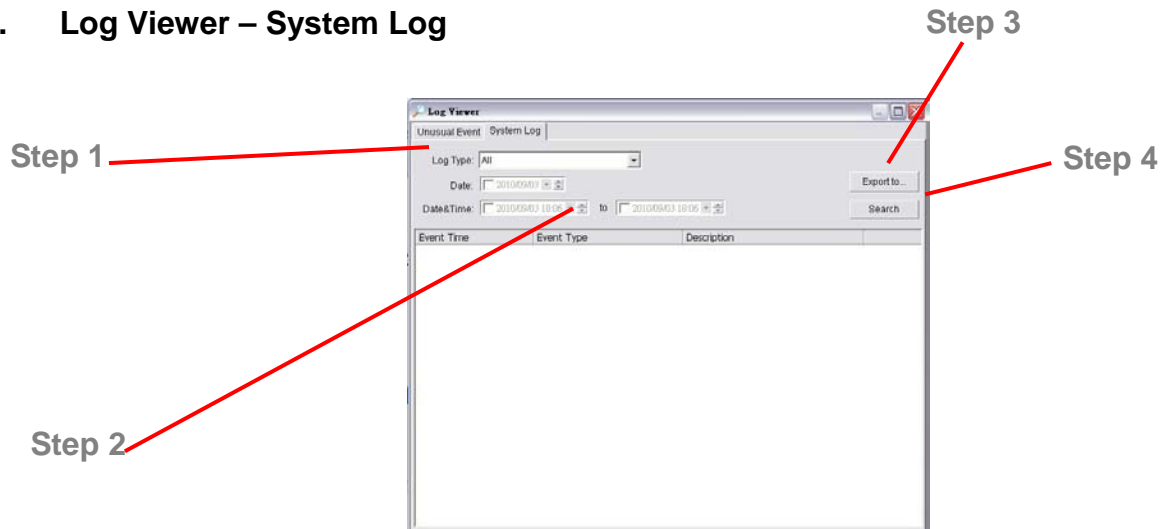 . Log Viewer – System Log
Step 3
Log Viewer
Unusual Event System Log
Step 1
Log Type: All
Step 4
Export to...
Date: 2010/09/03
Date&Time: 2010/09/03 18:06 to 2010/09/03 18:06
Search
Event Time Event Type Description
Step 2